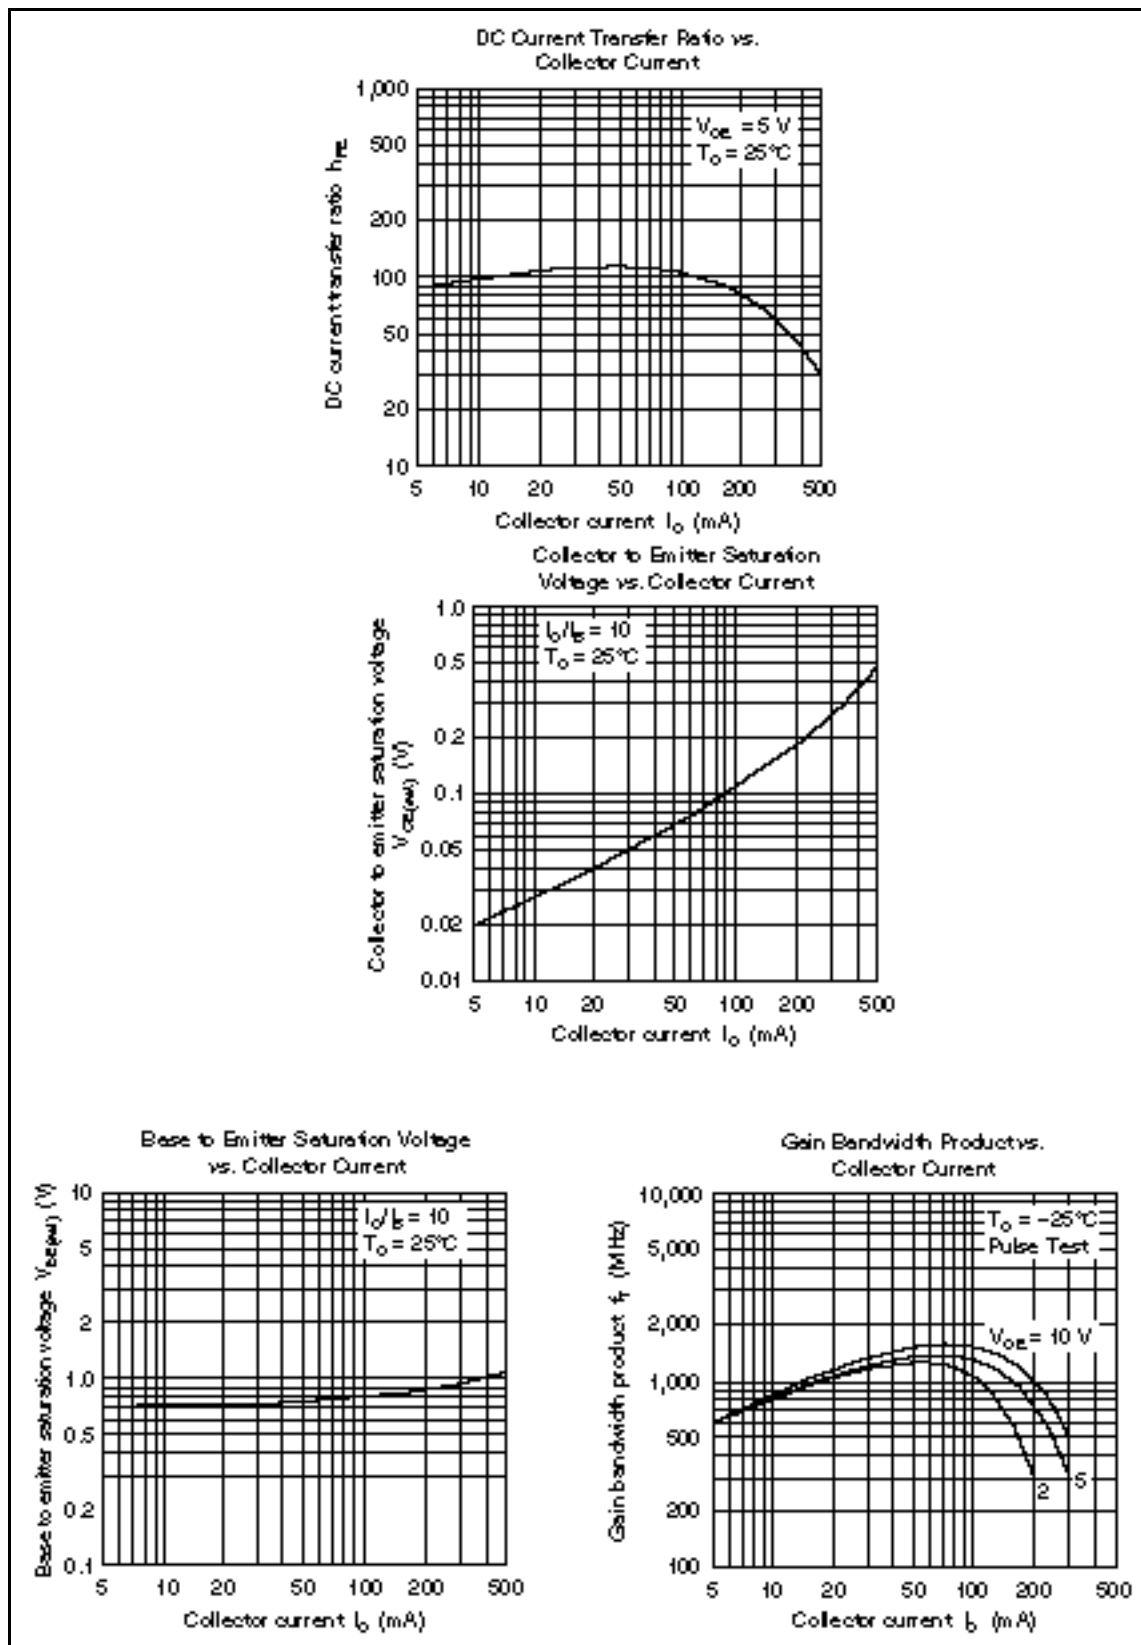 DC Current Transfer Ratio vs.
Collector Current
1,000
500
200
100
50
20
10
DC current transfer ratio hFE
VCE = 5 V
TC = 25°C
5 10 20 50 100 200 500
Collector current IC (mA)
Collector to Emitter Saturation
Voltage vs. Collector Current
1.0
0.5
0.2
0.1
0.05
0.02
0.01
Collector to emitter saturation voltage
VCE(sat) (V)
IC/IB = 10
TC = 25°C
5 10 20 50 100 200 500
Collector current IC (mA)
Base to Emitter Saturation Voltage
vs. Collector Current
10
5
2
1.0
0.5
0.2
0.1
Base to emitter saturation voltage VBE(sat) (V)
IC/IB = 10
TC = 25°C
5 10 20 50 100 200 500
Collector current IC (mA)
Gain Bandwidth Product vs.
Collector Current
10,000
5,000
2,000
1,000
500
200
100
Gain bandwidth product fT (MHz)
TC = −25°C
Pulse Test
VCE = 10 V
5
2
5 10 20 50 100 200 500
Collector current IC (mA)